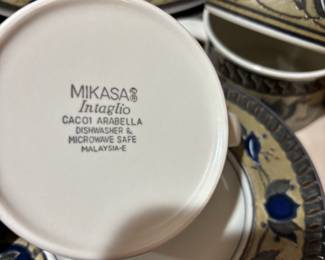 MIKASA
Intaglio
CAC01 ARABELLA
DISHWASHER &
MICROWAVE SAFE
MALAYSIA-E